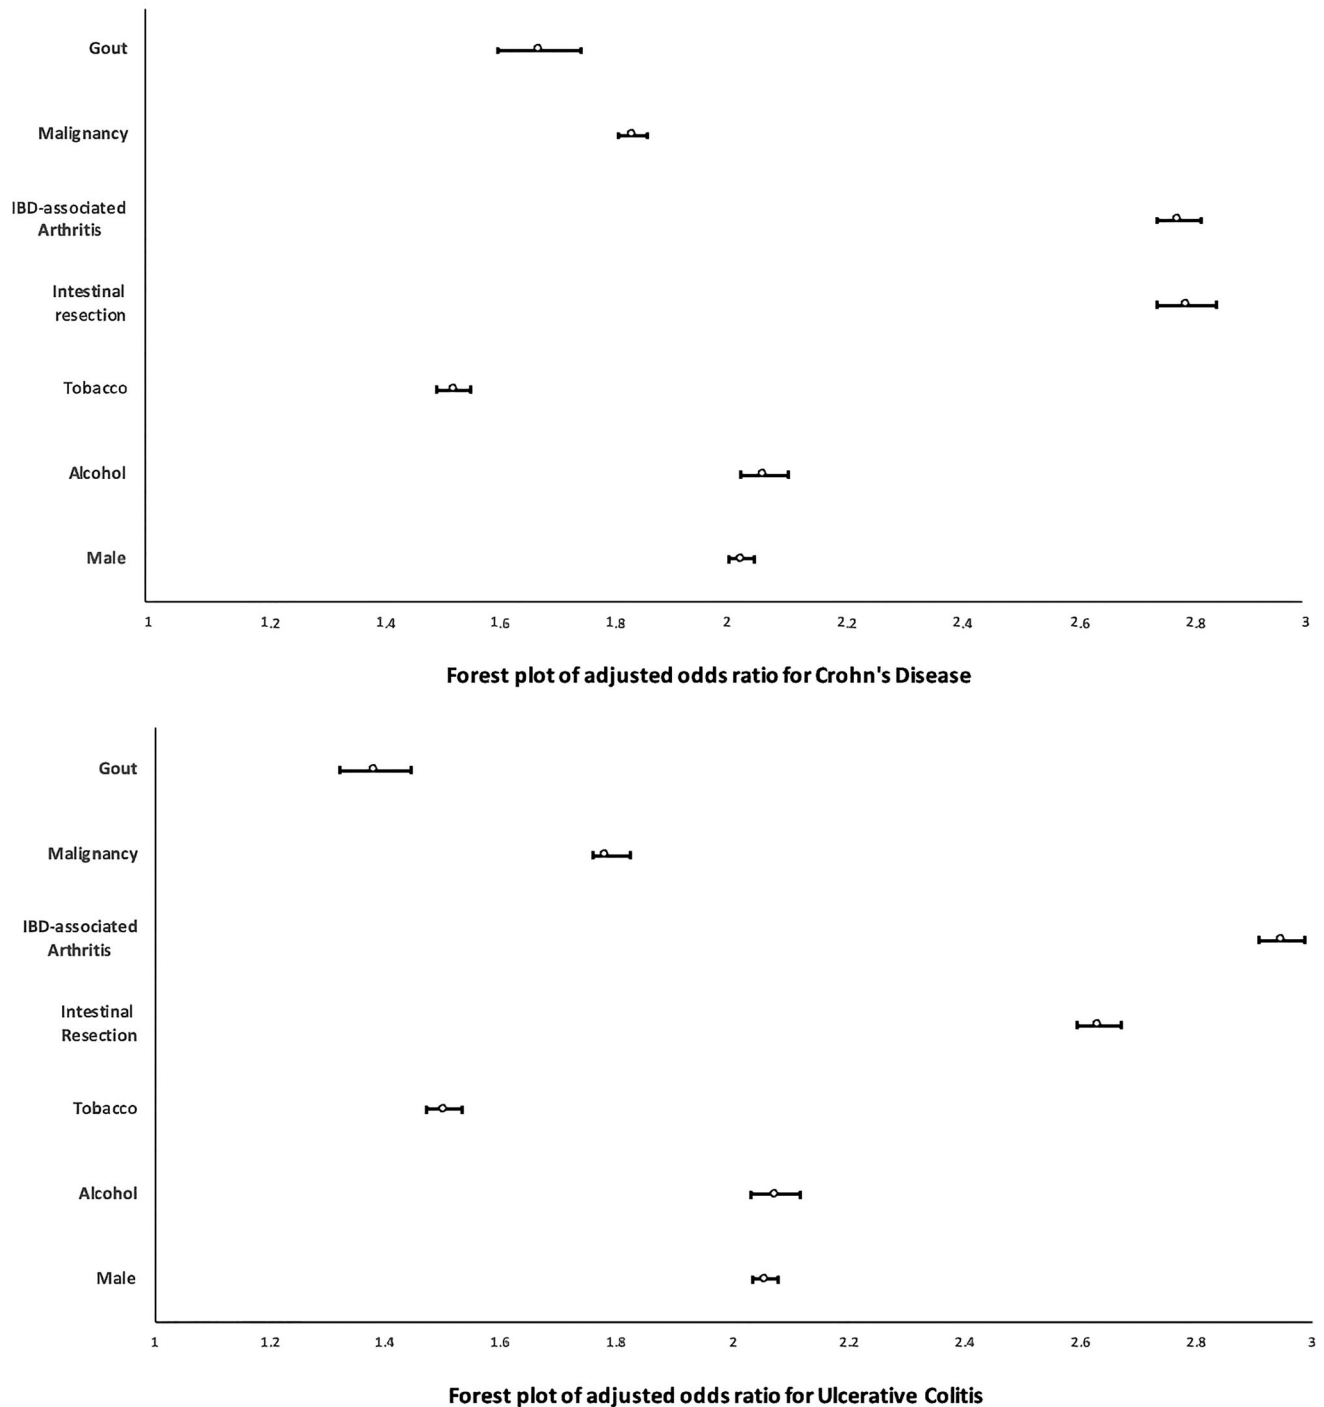 Gout
Malignancy
IBD-associated
Arthritis
Intestinal
resection
Tobacco
Alcohol
Male
1 1.2 1.4 1.6 1.8 2 2.2 2.4 2.6 2.8 3
Forest plot of adjusted odds ratio for Crohn's Disease
Gout
Malignancy
IBD-associated
Arthritis
Intestinal
Resection
Tobacco
Alcohol
Male
1 1.2 1.4 1.6 1.8 2 2.2 2.4 2.6 2.8 3
Forest plot of adjusted odds ratio for Ulcerative Colitis